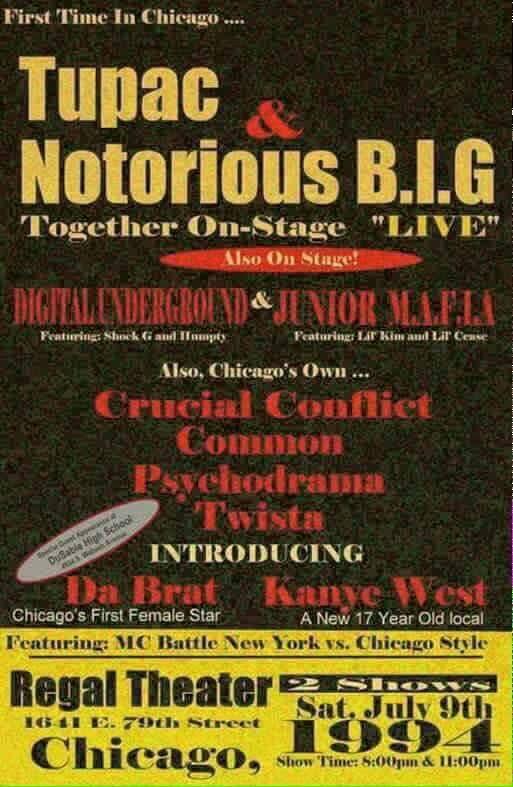 First Time In Chicago ....
Tupac
&
Notorious B.I.G
Together On-Stage "LIVE"
Also On Stage!
DIGITAL UNDERGROUND & JUNIOR M.A.F.I.A
Featuring: Shock G and Humpty
Featuring: Lil' Kim and Lil' Cease
Also, Chicago's Own ...
Crucial Conflict
Common
Psychodrama
Twista
Special Guest Appearance at
DuSable High School
INTRODUCING
Da Brat
Kanye West
Chicago's First Female Star
A New 17 Year Old local
Featuring: MC Battle New York vs. Chicago Style
Regal Theater
1641 E. 79th Street
Chicago,
2 Shows
Sat. July 9th
1994
Show Time: 8:00pm & 11:00pm